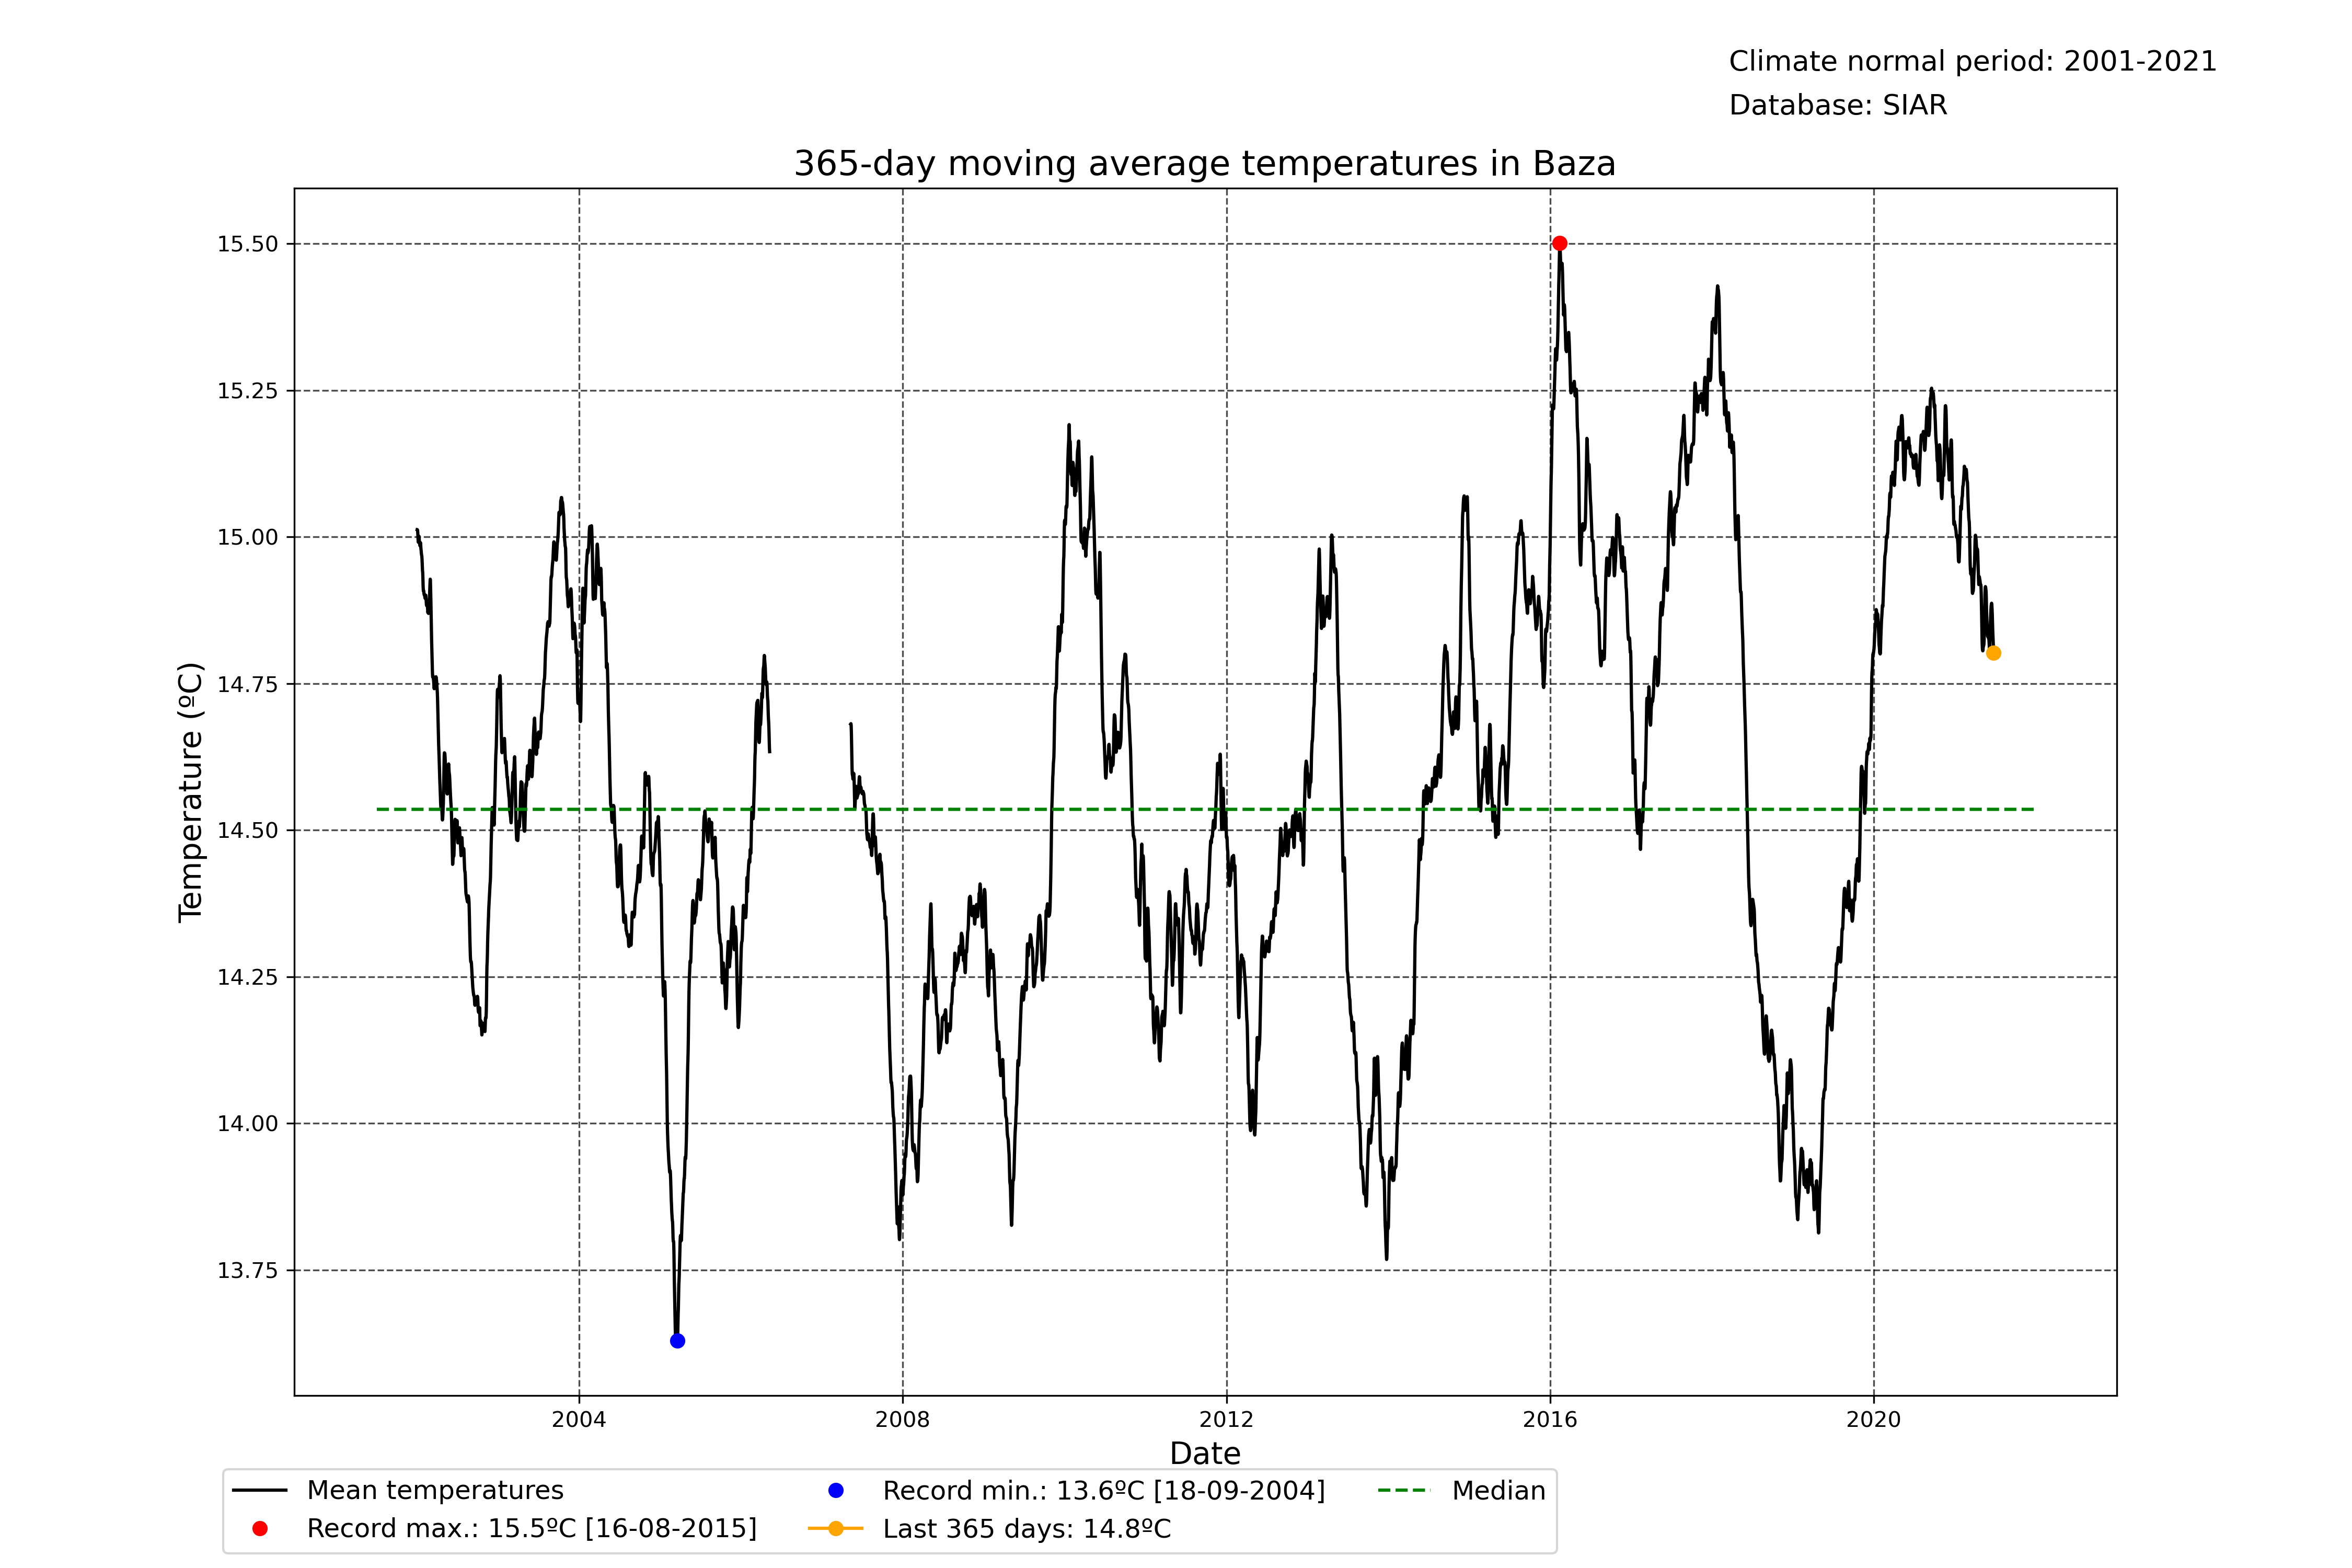 Climate normal period: 2001-2021
Database: SIAR
365-day moving average temperatures in Baza
15.50
15.25
15.00
14.75
14.50
14.25
14.00
13.75
Temperature (ºC)
2004 2008 2012 2016 2020
Date
Mean temperatures
Record max.: 15.5ºC [16-08-2015]
Record min.: 13.6ºC [18-09-2004]
Last 365 days: 14.8ºC
Median